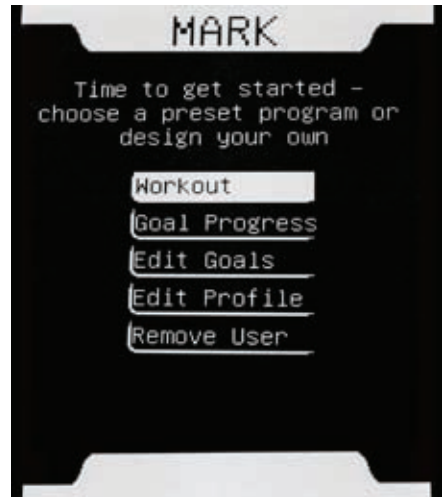 MARK
Time to get started –
choose a preset program or
design your own
Workout
Goal Progress
Edit Goals
Edit Profile
Remove User